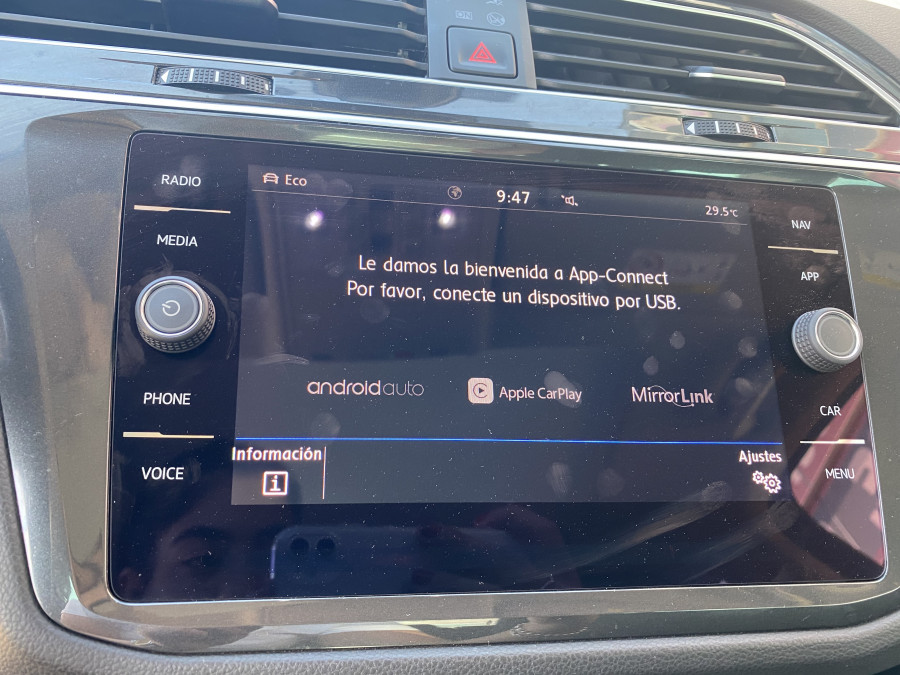 RADIO
MEDIA
PHONE
VOICE
Eco
9:47
29.5°C
Le damos la bienvenida a App-Connect
Por favor, conecte un dispositivo por USB.
androidauto
Apple CarPlay
MirrorLink
Información
i
Ajustes
NAV
APP
CAR
MENU